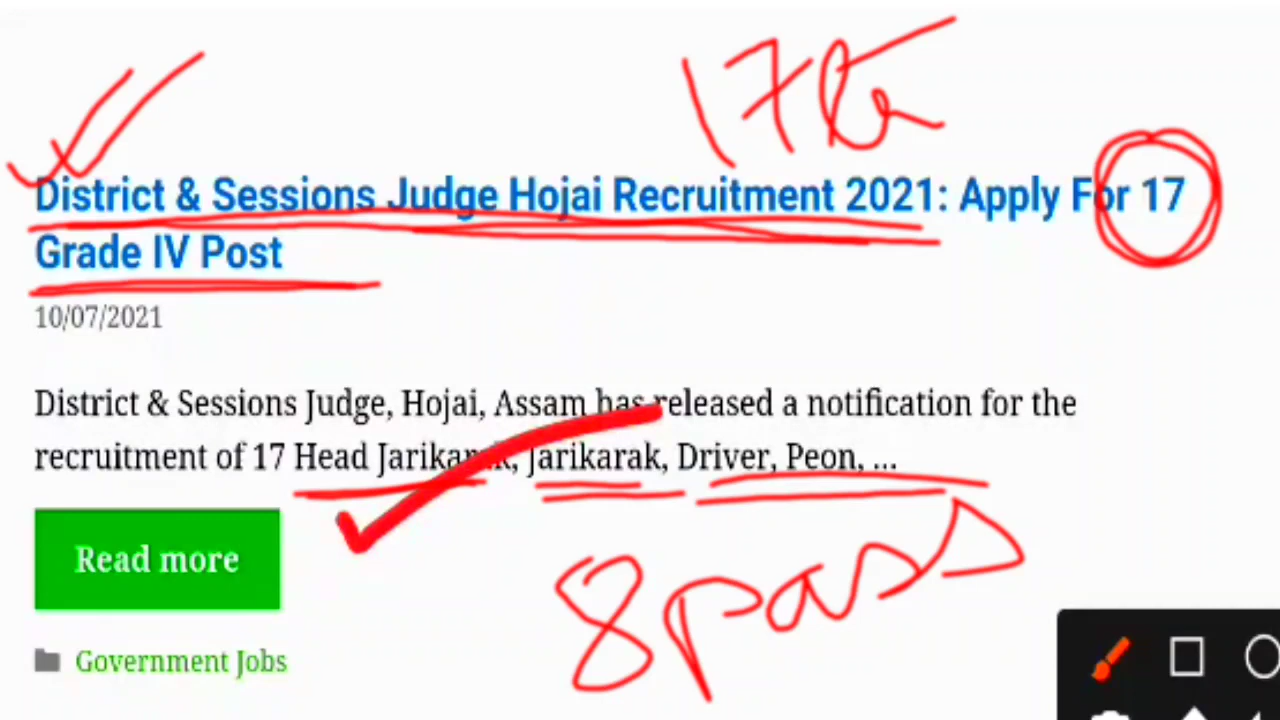 District & Sessions Judge Hojai Recruitment 2021: Apply For 17
Grade IV Post
10/07/2021
District & Sessions Judge, Hojai, Assam has released a notification for the
recruitment of 17 Head Jarikarak, Jarikarak, Driver, Peon, ...
8 pass
Read more
Government Jobs